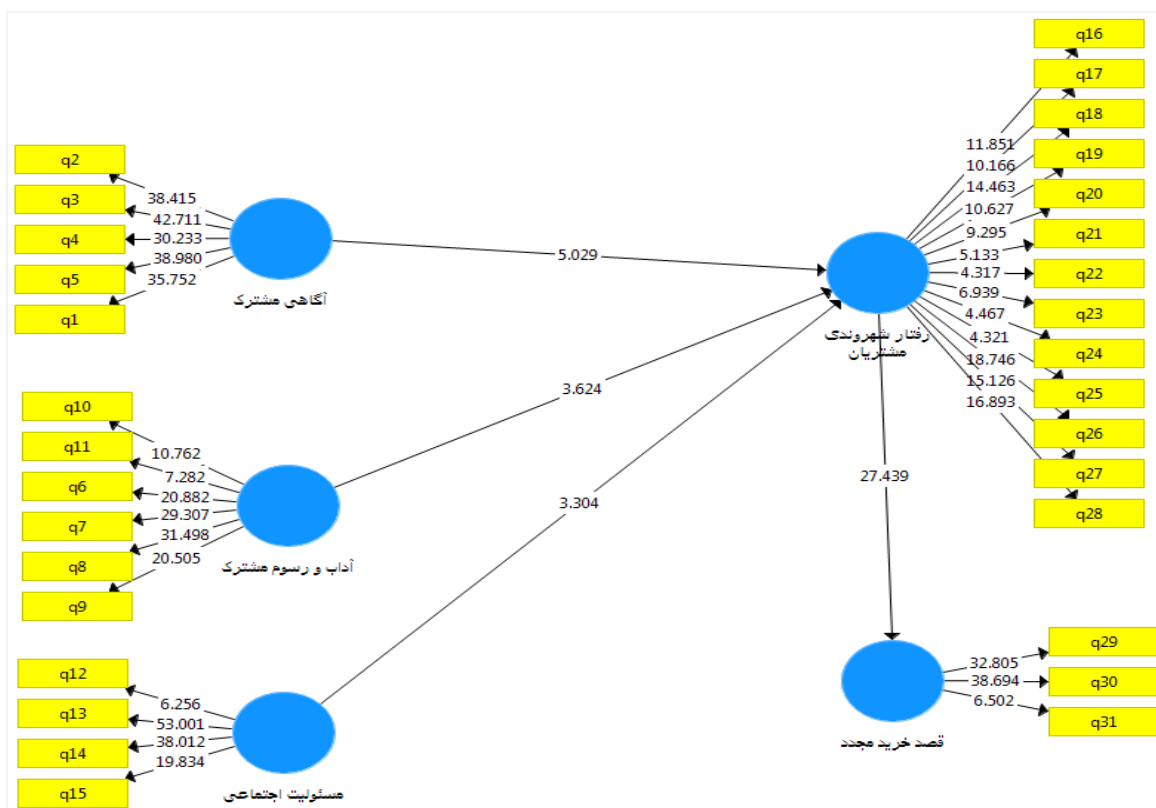 q16
q17
q18
q19
q20
q21
q22
q23
q24
q25
q26
q27
q28
11.851
10.166
14.463
10.627
9.295
5.133
4.317
6.939
4.467
4.321
18.746
15.126
16.893
رفتار شهروندی
مشتریان
q2
q3
q4
q5
q1
38.415
42.711
30.233
38.980
35.752
آگاهی مشترک
5.029
q10
q11
q6
q7
q8
q9
10.762
7.282
20.882
29.307
31.498
20.505
آداب و رسوم مشترک
3.624
27.439
3.304
q12
q13
q14
q15
6.256
53.001
38.012
19.834
مسئولیت اجتماعی
q29
q30
q31
32.805
38.694
6.502
قصد خرید مجدد